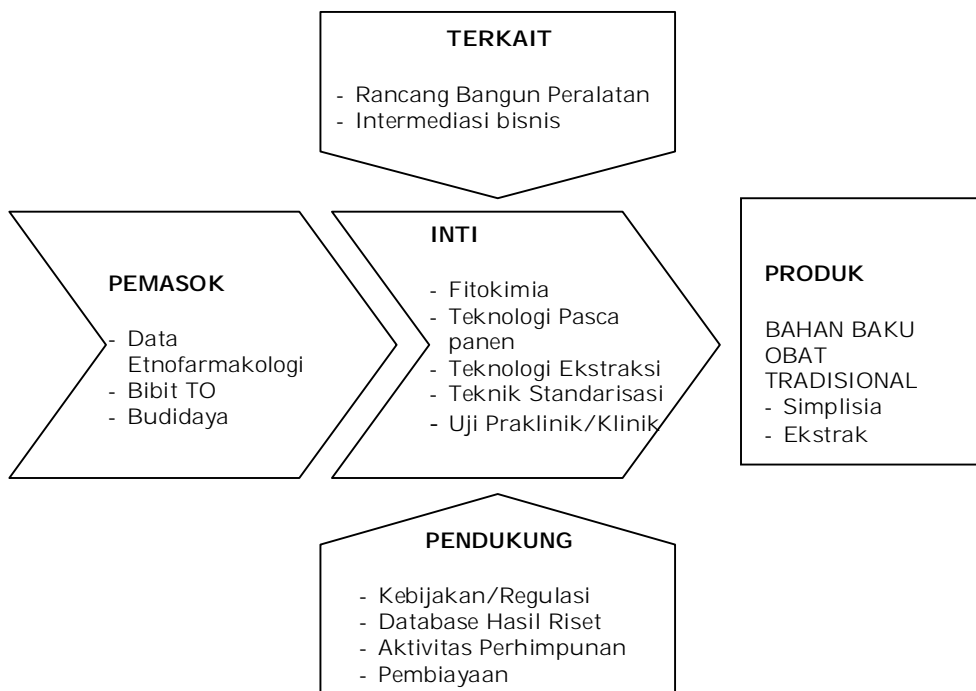 TERKAIT
- Rancang Bangun Peralatan
- Intermediasi bisnis
PEMASOK
- Data
Etnofarmakologi
- Bibit TO
- Budidaya
INTI
- Fitokimia
- Teknologi Pasca
panen
- Teknologi Ekstraksi
- Teknik Standarisasi
- Uji Praklinik/Klinik
PRODUK
BAHAN BAKU
OBAT
TRADISIONAL
- Simplisia
- Ekstrak
PENDUKUNG
- Kebijakan/Regulasi
- Database Hasil Riset
- Aktivitas Perhimpunan
- Pembiayaan